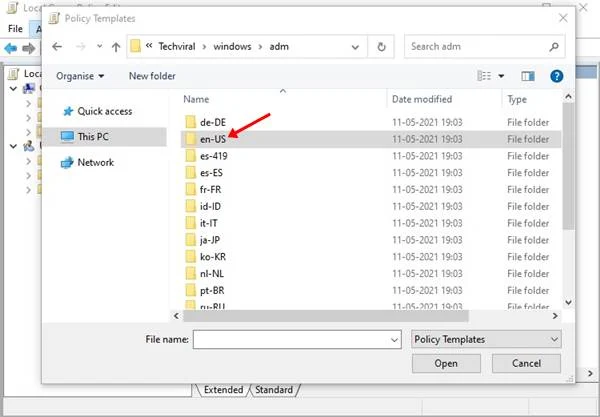 Local Group Policy Editor
Policy Templates
File
« Techviral > windows > adm
Search adm
Organise
New folder
Local
Quick access
This PC
Network
Name
Date modified
Type
de-DE 11-05-2021 19:03 File folder
en-US 11-05-2021 19:03 File folder
es-419 11-05-2021 19:03 File folder
es-ES 11-05-2021 19:03 File folder
fr-FR 11-05-2021 19:03 File folder
id-ID 11-05-2021 19:03 File folder
it-IT 11-05-2021 19:03 File folder
ja-JP 11-05-2021 19:03 File folder
ko-KR 11-05-2021 19:03 File folder
nl-NL 11-05-2021 19:03 File folder
pt-BR 11-05-2021 19:03 File folder
ru-RU 11-05-2021 19:03 File folder
File name:
Policy Templates
Open
Cancel
Extended
Standard